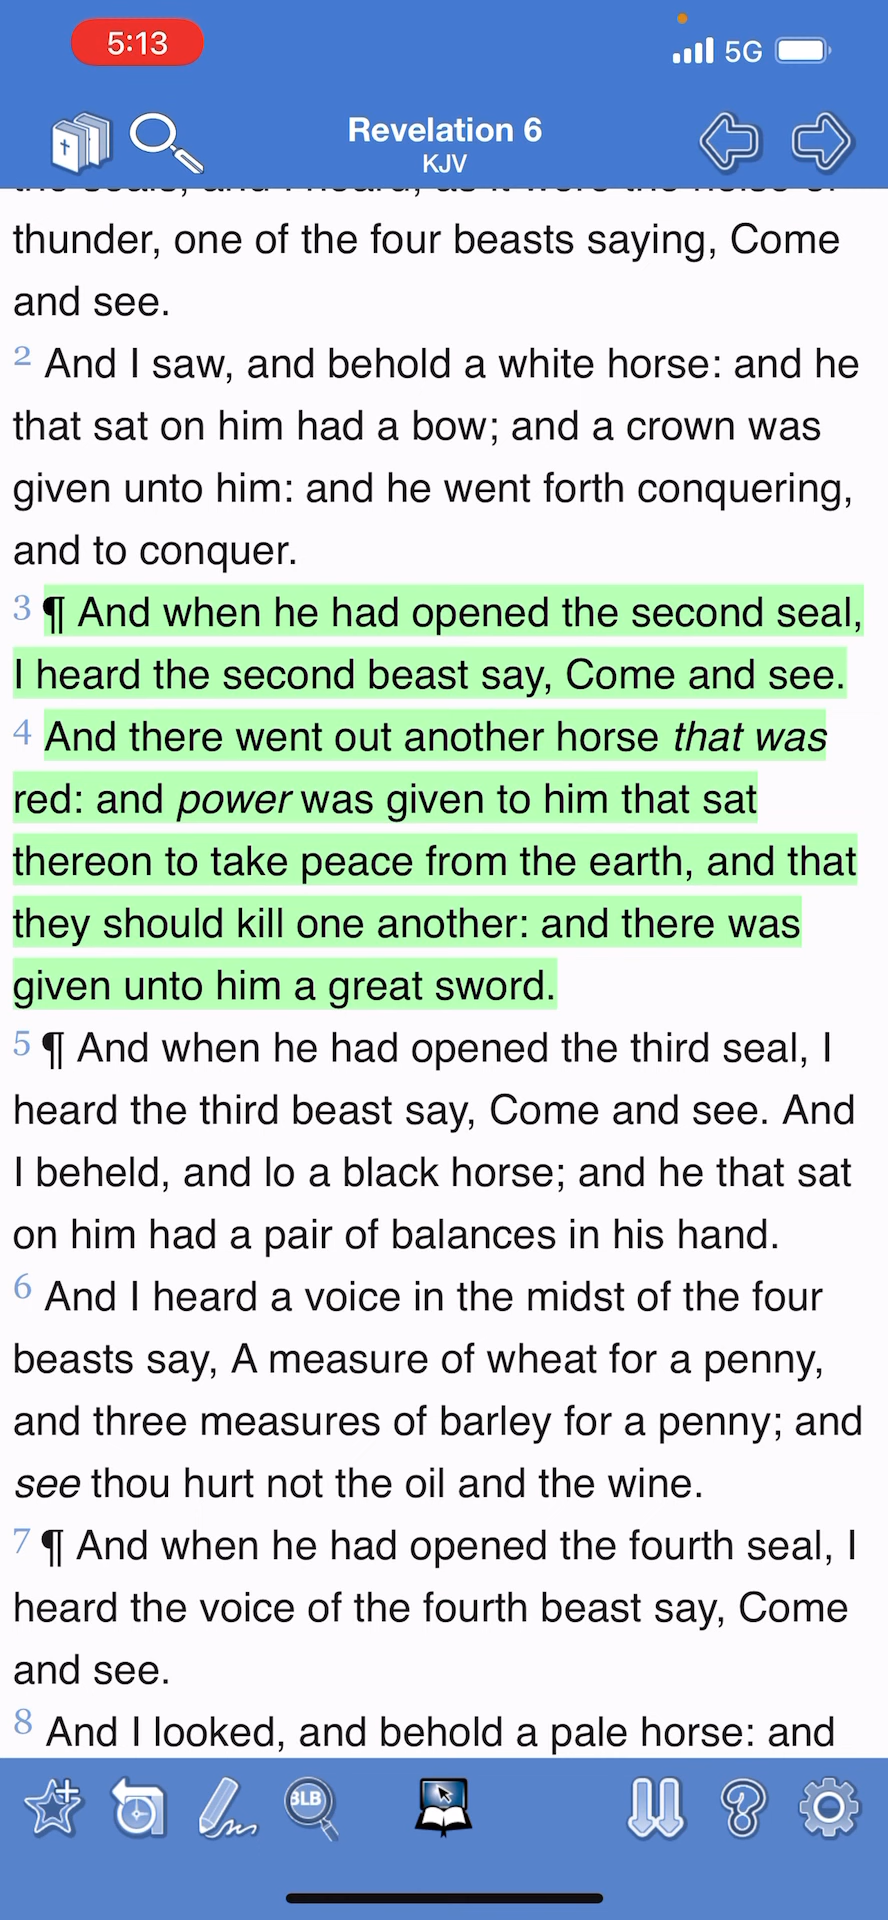 5:13
5G
Revelation 6
KJV
the seals, and I heard, as it were the noise of
thunder, one of the four beasts saying, Come
and see.
2 And I saw, and behold a white horse: and he
that sat on him had a bow; and a crown was
given unto him: and he went forth conquering,
and to conquer.
3 ¶ And when he had opened the second seal,
I heard the second beast say, Come and see.
4 And there went out another horse that was
red: and power was given to him that sat
thereon to take peace from the earth, and that
they should kill one another: and there was
given unto him a great sword.
5 ¶ And when he had opened the third seal, I
heard the third beast say, Come and see. And
I beheld, and lo a black horse; and he that sat
on him had a pair of balances in his hand.
6 And I heard a voice in the midst of the four
beasts say, A measure of wheat for a penny,
and three measures of barley for a penny; and
see thou hurt not the oil and the wine.
7 ¶ And when he had opened the fourth seal, I
heard the voice of the fourth beast say, Come
and see.
8 And I looked, and behold a pale horse: and
BLB